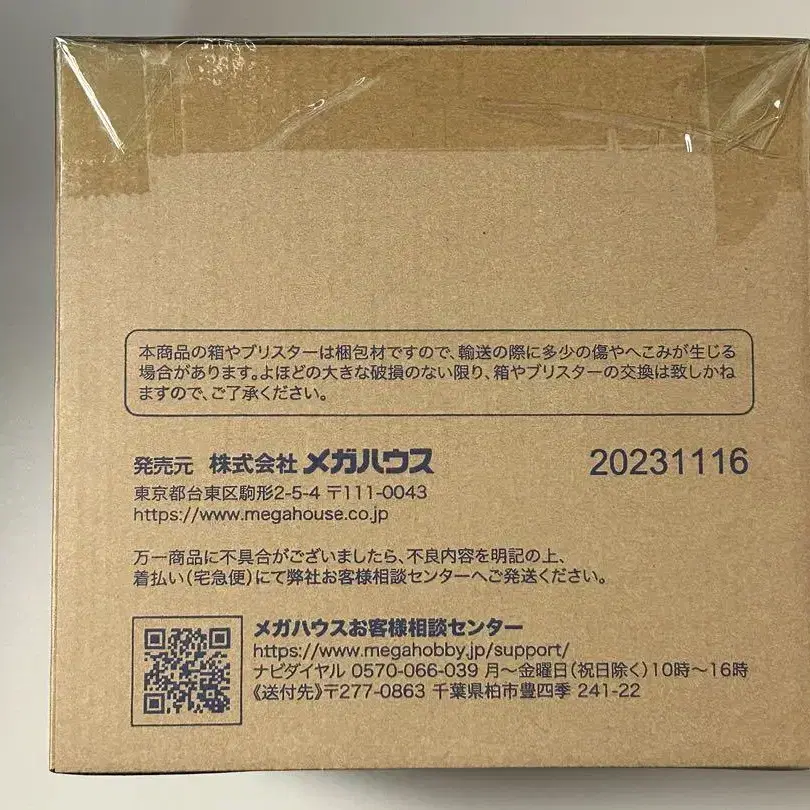 本商品の箱やブリスターは梱包材ですので、輸送の際に多少の傷やへこみが生じる
場合があります。よほどの大きな破損のない限り、箱やブリスターの交換は致しかね
ますので、ご了承ください。
発売元 株式会社 メガハウス 20231116
東京都台東区駒形2-5-4 〒111-0043
https://www.megahouse.co.jp
万一商品に不具合がございましたら、不良内容を明記の上、
着払い(宅急便)にて弊社お客様相談センターへご発送ください。
メガハウスお客様相談センター
https://www.megahobby.jp/support/
ナビダイヤル 0570-066-039 月〜金曜日(祝日除く)10時〜16時
《送付先》〒277-0863 千葉県柏市豊四季 241-22